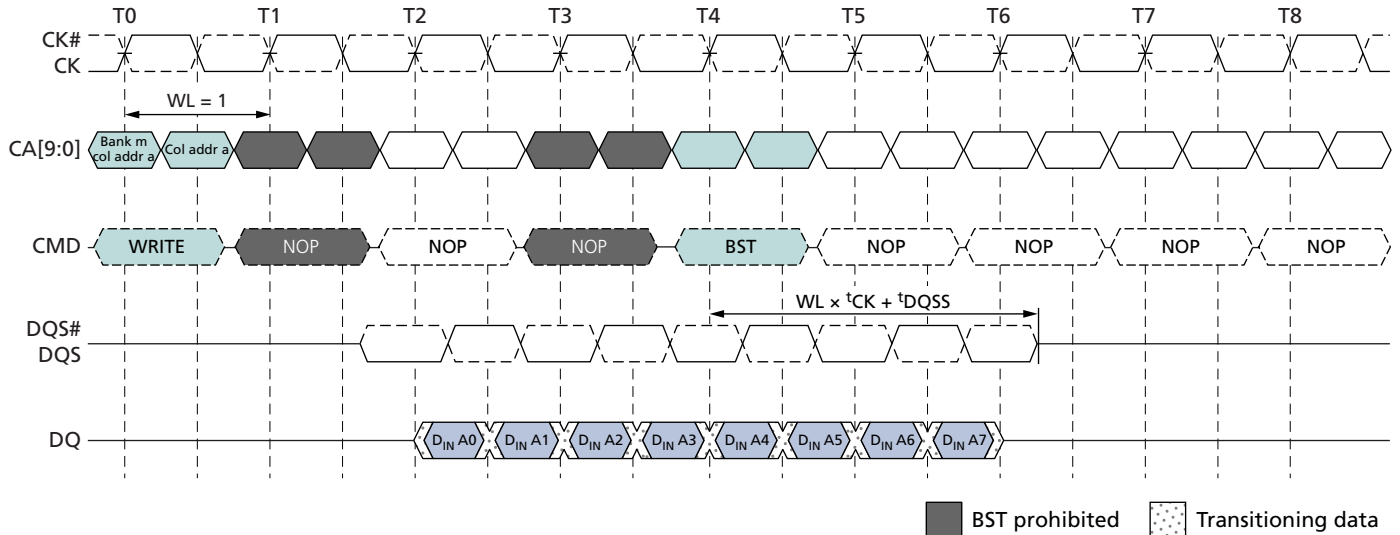 T0 T1 T2 T3 T4 T5 T6 T7 T8
CK#
CK
WL = 1
CA[9:0] Bank m col addr a Col addr a
CMD WRITE NOP NOP NOP BST NOP NOP NOP NOP
WL × tCK + tDQSS
DQS#
DQS
DQ DIN A0 DIN A1 DIN A2 DIN A3 DIN A4 DIN A5 DIN A6 DIN A7
BST prohibited Transitioning data